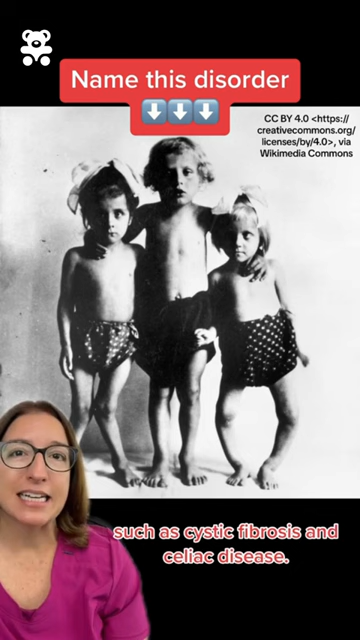 Name this disorder
⬇️⬇️⬇️
CC BY 4.0 <https://
creativecommons.org/
licenses/by/4.0>, via
Wikimedia Commons
such as cystic fibrosis and
celiac disease.